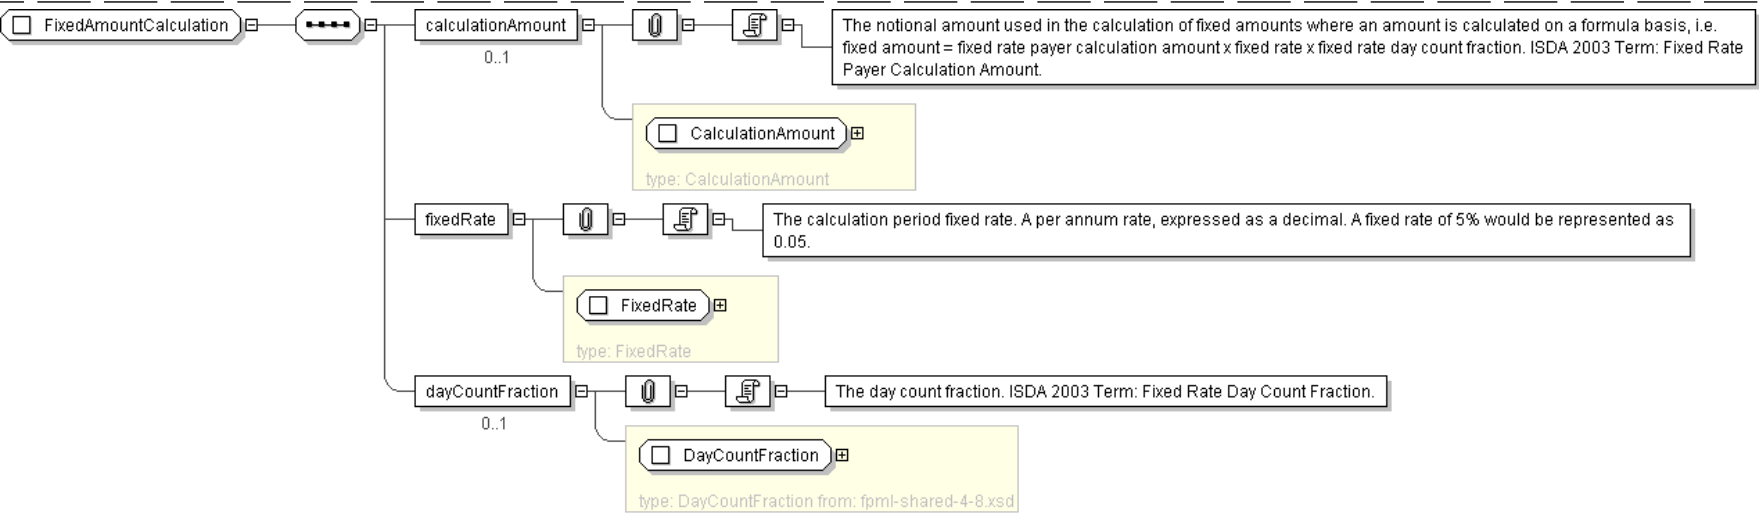 FixedAmountCalculation
calculationAmount
0..1
The notional amount used in the calculation of fixed amounts where an amount is calculated on a formula basis, i.e.
fixed amount = fixed rate payer calculation amount x fixed rate x fixed rate day count fraction. ISDA 2003 Term: Fixed Rate
Payer Calculation Amount.
CalculationAmount
type: CalculationAmount
fixedRate
The calculation period fixed rate. A per annum rate, expressed as a decimal. A fixed rate of 5% would be represented as
0.05.
FixedRate
type: FixedRate
dayCountFraction
0..1
The day count fraction. ISDA 2003 Term: Fixed Rate Day Count Fraction.
DayCountFraction
type: DayCountFraction from: fpml-shared-4-8.xsd